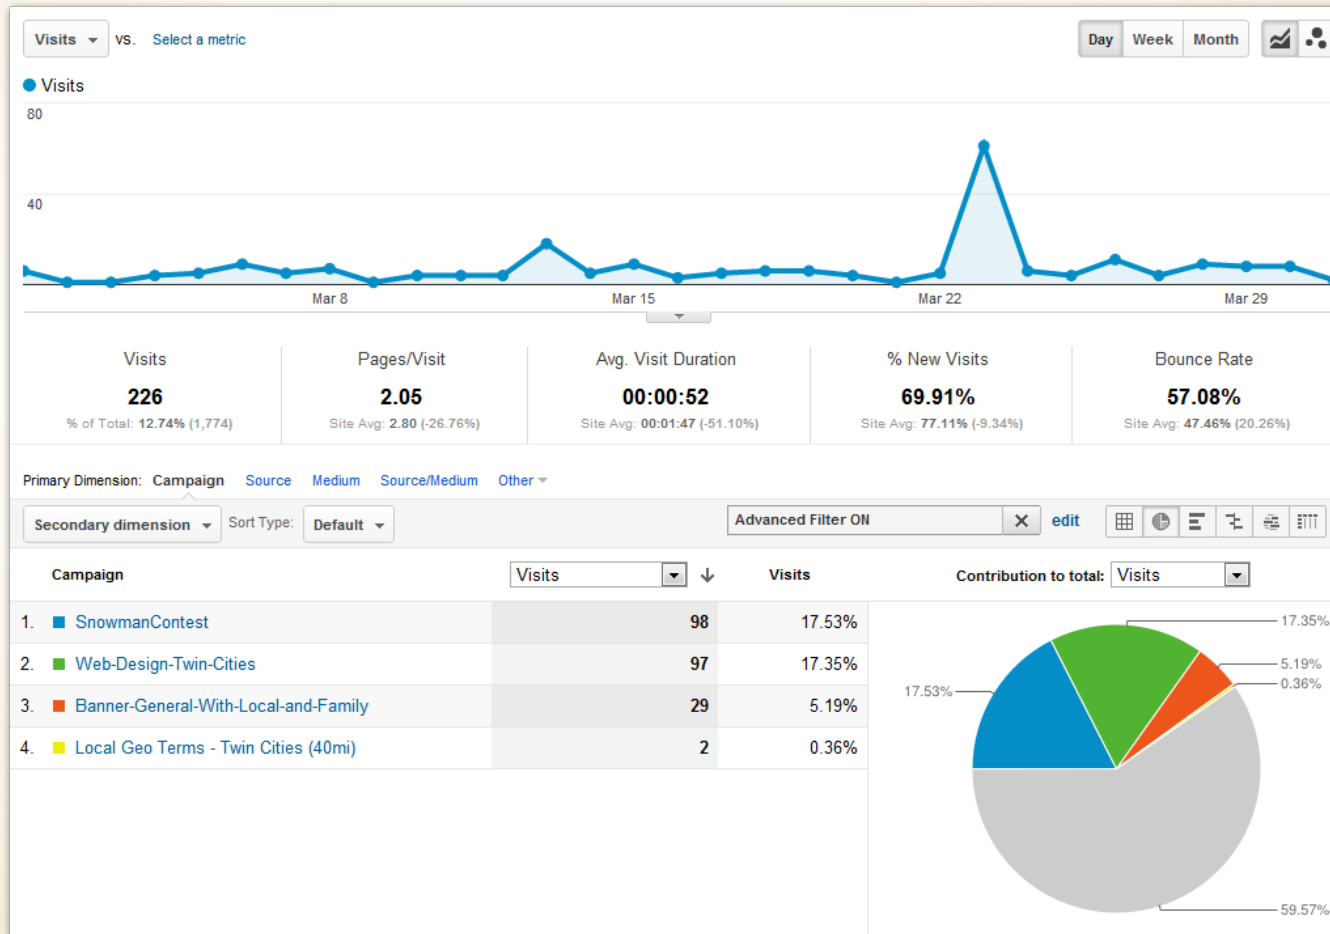 Visits vs. Select a metric Day Week Month
Visits
80
40
Mar 8 Mar 15 Mar 22 Mar 29
Visits Pages/Visit Avg. Visit Duration % New Visits Bounce Rate
226 2.05 00:00:52 69.91% 57.08%
% of Total: 12.74% (1,774) Site Avg: 2.80 (-26.76%) Site Avg: 00:01:47 (-51.10%) Site Avg: 77.11% (-9.34%) Site Avg: 47.46% (20.26%)
Primary Dimension: Campaign Source Medium Source/Medium Other
Secondary dimension Sort Type: Default Advanced Filter ON edit
Campaign Visits Visits Contribution to total: Visits
1. SnowmanContest 98 17.53%
2. Web-Design-Twin-Cities 97 17.35%
3. Banner-General-With-Local-and-Family 29 5.19%
4. Local Geo Terms - Twin Cities (40mi) 2 0.36%
17.35%
5.19%
0.36%
17.53%
59.57%